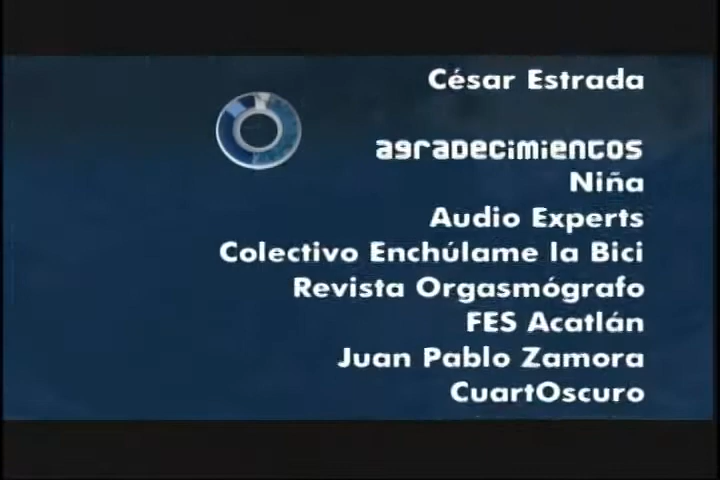 César Estrada
agradecimientos
Niña
Audio Experts
Colectivo Enchúlame la Bici
Revista Orgasmógrafo
FES Acatlán
Juan Pablo Zamora
CuartOscuro